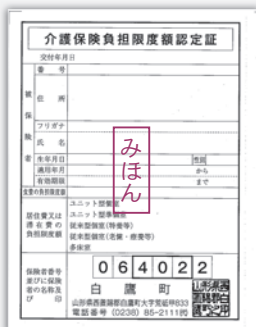 介護保険負担限度額認定証
交付年月日
番 号
被保険者
住 所
フリガナ
氏 名
生年月日
性別
適用年月日 から
有効期限 まで
食費の負担限度額
居住費又は滞在費の負担限度額
ユニット型個室
ユニット型準個室
従来型個室(特養等)
従来型個室(老健・療養等)
多床室
みほん
保険者番号並びに保険者の名称及び印
064022
白鷹町
山形県西置賜郡白鷹町大字荒砥甲833
電話番号 (0238) 85-2111㈹